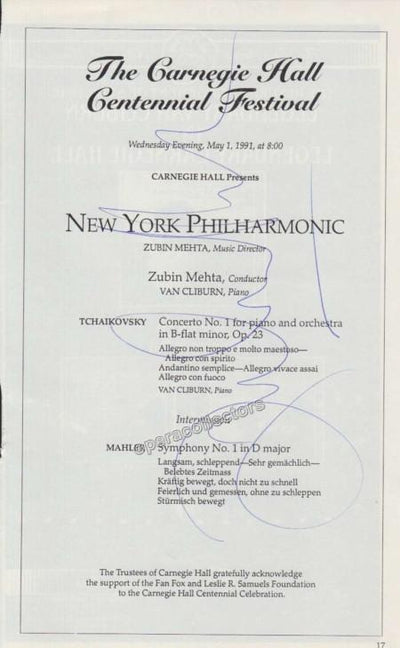 The Carnegie Hall
Centennial Festival
Wednesday Evening, May 1, 1991, at 8:00
CARNEGIE HALL Presents
NEW YORK PHILHARMONIC
ZUBIN MEHTA, Music Director
Zubin Mehta, Conductor
VAN CLIBURN, Piano
TCHAIKOVSKY Concerto No. 1 for piano and orchestra
in B-flat minor, Op. 23
Allegro non troppo e molto maestoso—
Allegro con spirito
Andantino semplice—Allegro vivace assai
Allegro con fuoco
VAN CLIBURN, Piano
Intermission
@operacollectors
MAHLER Symphony No. 1 in D major
Langsam, schleppend—Sehr gemächlich—
Belebtes Zeitmass
Kräftig bewegt, doch nicht zu schnell
Feierlich und gemessen, ohne zu schleppen
Stürmisch bewegt
The Trustees of Carnegie Hall gratefully acknowledge
the support of the Fan Fox and Leslie R. Samuels Foundation
to the Carnegie Hall Centennial Celebration.
17